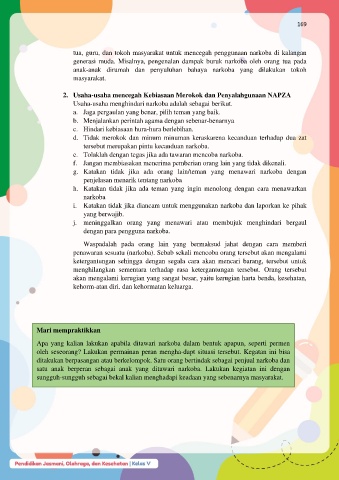 169
tua, guru, dan tokoh masyarakat untuk mencegah penggunaan narkoba di kalangan
generasi muda. Misalnya, pengenalan dampak buruk narkoba oleh orang tua pada
anak-anak dirumah dan penyuluhan bahaya narkoba yang dilakukan tokoh
masyarakat.
2. Usaha-usaha mencegah Kebiasaan Merokok dan Penyalahgunaan NAPZA
Usaha-usaha menghindari narkoba adalah sebagai berikut.
a. Jaga pergaulan yang benar, pilih teman yang baik.
b. Menjalankan perintah agama dengan sebenar-benarnya.
c. Hindari kebiasaan hura-hura berlebihan.
d. Tidak merokok dan minum minuman keraskarena kecanduan terhadap dua zat
tersebut merupakan pintu kecanduan narkoba.
e. Tolaklah dengan tegas jika ada tawaran mencoba narkoba.
f. Jangan membiasakan menerima pemberian orang lain yang tidak dikenali.
g. Katakan tidak jika ada orang lain/teman yang menawari narkoba dengan
penjelasan menarik tentang narkoba
h. Katakan tidak jika ada teman yang ingin menolong dengan cara menawarkan
narkoba
i. Katakan tidak jika diancam untuk menggunakan narkoba dan laporkan ke pihak
yang berwajib.
j. meninggalkan orang yang menawari atau membujuk menghindari bergaul
dengan para pengguna narkoba.
Waspadalah pada orang lain yang bermaksud jahat dengan cara memberi
penawaran sesuatu (narkoba). Sebab sekali mencoba orang tersebut akan mengalami
ketergantungan sehingga dengan segala cara akan mencari barang, tersebut untuk
menghilangkan sementara terhadap rasa ketergantungan tersebut. Orang tersebut
akan mengalami kerugian yang sangat besar, yaitu kerugian harta benda, kesehatan,
kehorm-atan diri, dan kehormatan keluarga.
Mari mempraktikkan
Apa yang kalian lakukan apabila ditawari narkoba dalam bentuk apapun, seperti permen
oleh seseorang? Lakukan permainan peran mengha-dapi situasi tersebut. Kegatan ini bisa
dilakukan berpasangan atau berkelompok. Satu orang bertindak sebagai penjual narkoba dan
satu anak berperan sebagai anak yang ditawari narkoba. Lakukan kegiatan ini dengan
sungguh-sungguh sebagai bekal kalian menghadapi keadaan yang sebenarnya masyarakat.
Pendidikan Jasmani, Olahraga, dan Kesehatan | Kelas V